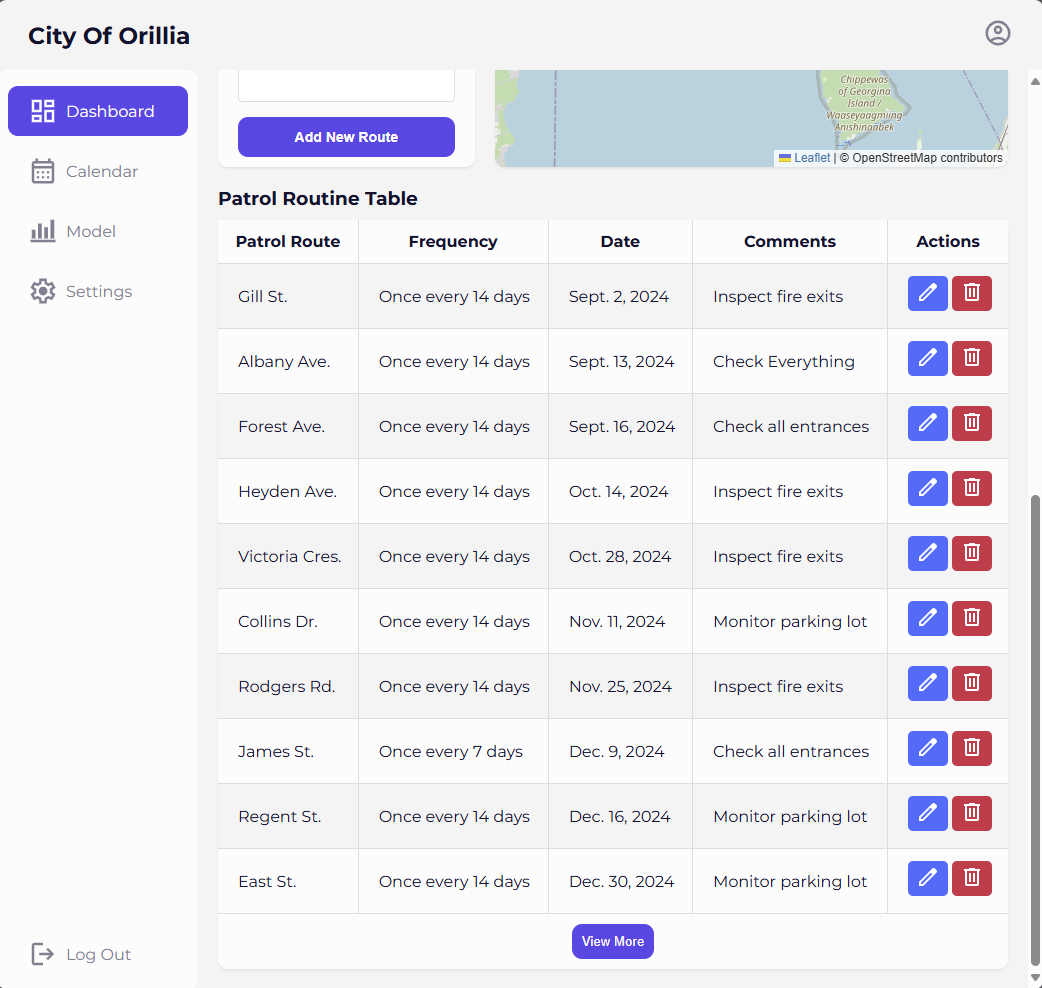 City Of Orillia
Dashboard
Calendar
Model
Settings
Log Out
Add New Route
Chippewas
of Georgina
Island /
Waaseyaagmiing
Anishinaabek
Leaflet | © OpenStreetMap contributors
Patrol Routine Table
Patrol Route Frequency Date Comments Actions
Gill St. Once every 14 days Sept. 2, 2024 Inspect fire exits
Albany Ave. Once every 14 days Sept. 13, 2024 Check Everything
Forest Ave. Once every 14 days Sept. 16, 2024 Check all entrances
Heyden Ave. Once every 14 days Oct. 14, 2024 Inspect fire exits
Victoria Cres. Once every 14 days Oct. 28, 2024 Inspect fire exits
Collins Dr. Once every 14 days Nov. 11, 2024 Monitor parking lot
Rodgers Rd. Once every 14 days Nov. 25, 2024 Inspect fire exits
James St. Once every 7 days Dec. 9, 2024 Check all entrances
Regent St. Once every 14 days Dec. 16, 2024 Monitor parking lot
East St. Once every 14 days Dec. 30, 2024 Monitor parking lot
View More